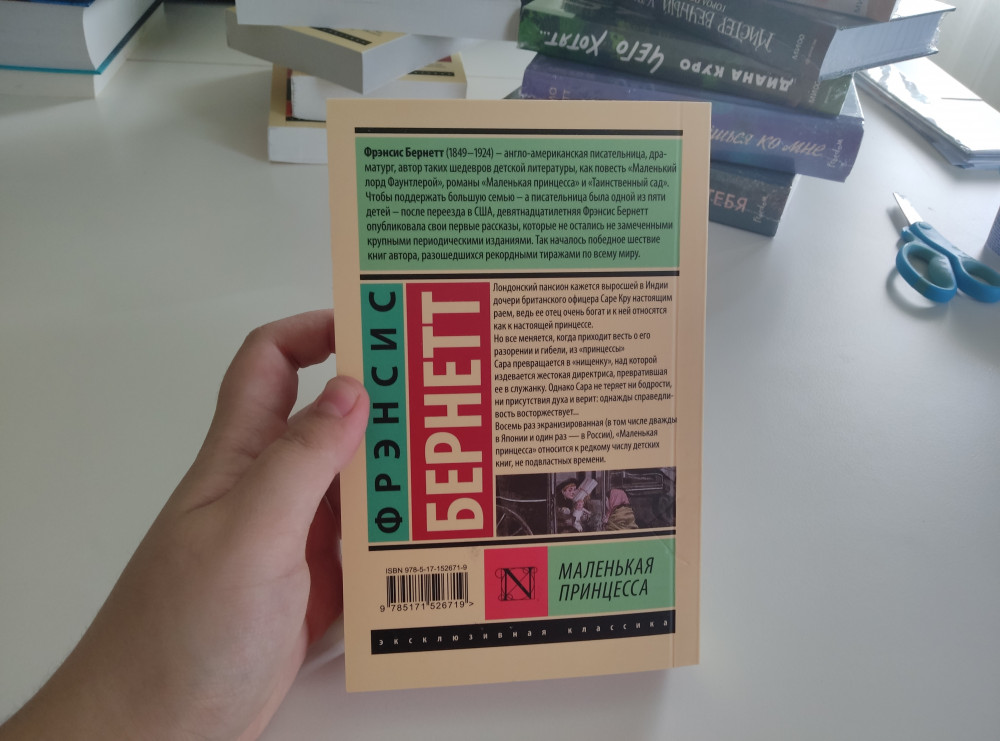 МИСТЕР ВЕЧНЫЙ
ДИАНА КУРО ЧЕГО ХОТЯТ...
КО МНЕ
СЕБЯ
Фрэнсис Бернетт (1849–1924) – англо-американская писательница, дра-
матург, автор таких шедевров детской литературы, как повесть «Маленький
лорд Фаунтлерой», романы «Маленькая принцесса» и «Таинственный сад».
Чтобы поддержать большую семью – а писательница была одной из пяти
детей – после переезда в США, девятнадцатилетняя Фрэнсис Бернетт
опубликовала свои первые рассказы, которые не остались не замеченными
крупными периодическими изданиями. Так началось победное шествие
книг автора, разошедшихся рекордными тиражами по всему миру.
ФРЭНСИС
БЕРНЕТТ
Лондонский пансион кажется выросшей в Индии
дочери британского офицера Саре Кру настоящим
раем, ведь ее отец очень богат и к ней относятся
как к настоящей принцессе.
Но все меняется, когда приходит весть о его
разорении и гибели, из «принцессы»
Сара превращается в «нищенку», над которой
издевается жестокая директриса, превратившая
ее в служанку. Однако Сара не теряет ни бодрости,
ни присутствия духа и верит: однажды справедли-
вость восторжествует...
Восемь раз экранизированная (в том числе дважды
в Японии и один раз — в России), «Маленькая
принцесса» относится к редкому числу детских
книг, не подвластных времени.
ISBN 978-5-17-152671-9
9 785171 526719 >
N
МАЛЕНЬКАЯ
ПРИНЦЕССА
эксклюзивная классика